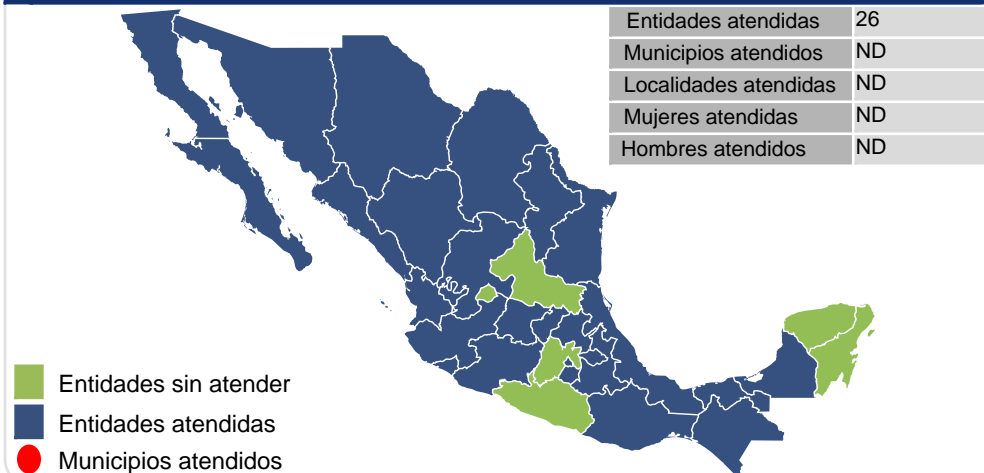 Entidades atendidas 26
Municipios atendidos ND
Localidades atendidas ND
Mujeres atendidas ND
Hombres atendidos ND
Entidades sin atender
Entidades atendidas
Municipios atendidos